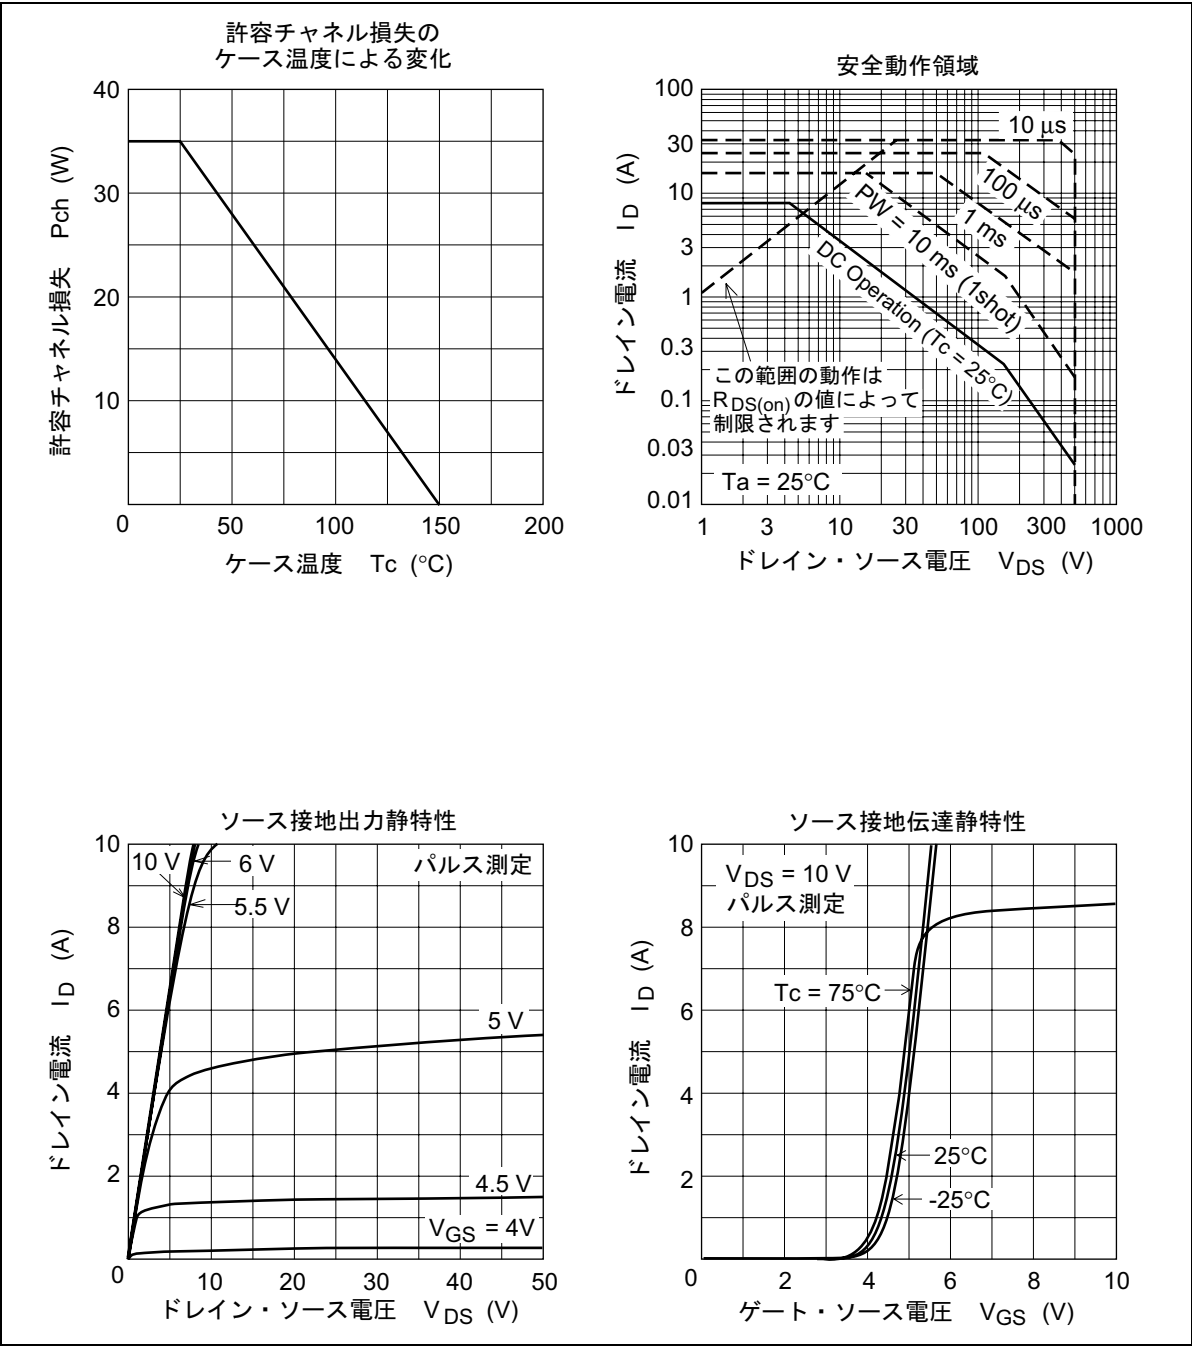 許容チャネル損失の
ケース温度による変化
40
30
20
10
0
50
100
150
200
許容チャネル損失 Pch (W)
ケース温度 Tc (°C)
安全動作領域
100
30
10
3
1
0.3
0.1
0.03
0.01
1
3
10
30
100
300
1000
ドレイン電流 ID (A)
ドレイン・ソース電圧 VDS (V)
10 μs
100 μs
1 ms
PW = 10 ms (1shot)
DC Operation (Tc = 25°C)
この範囲の動作は
RDS(on)の値によって
制限されます
Ta = 25°C
ソース接地出力静特性
10
8
6
4
2
0
10
20
30
40
50
ドレイン電流 ID (A)
ドレイン・ソース電圧 VDS (V)
10 V
6 V
パルス測定
5.5 V
5 V
4.5 V
VGS = 4V
ソース接地伝達静特性
10
8
6
4
2
0
2
4
6
8
10
ドレイン電流 ID (A)
ゲート・ソース電圧 VGS (V)
VDS = 10 V
パルス測定
Tc = 75°C
25°C
-25°C